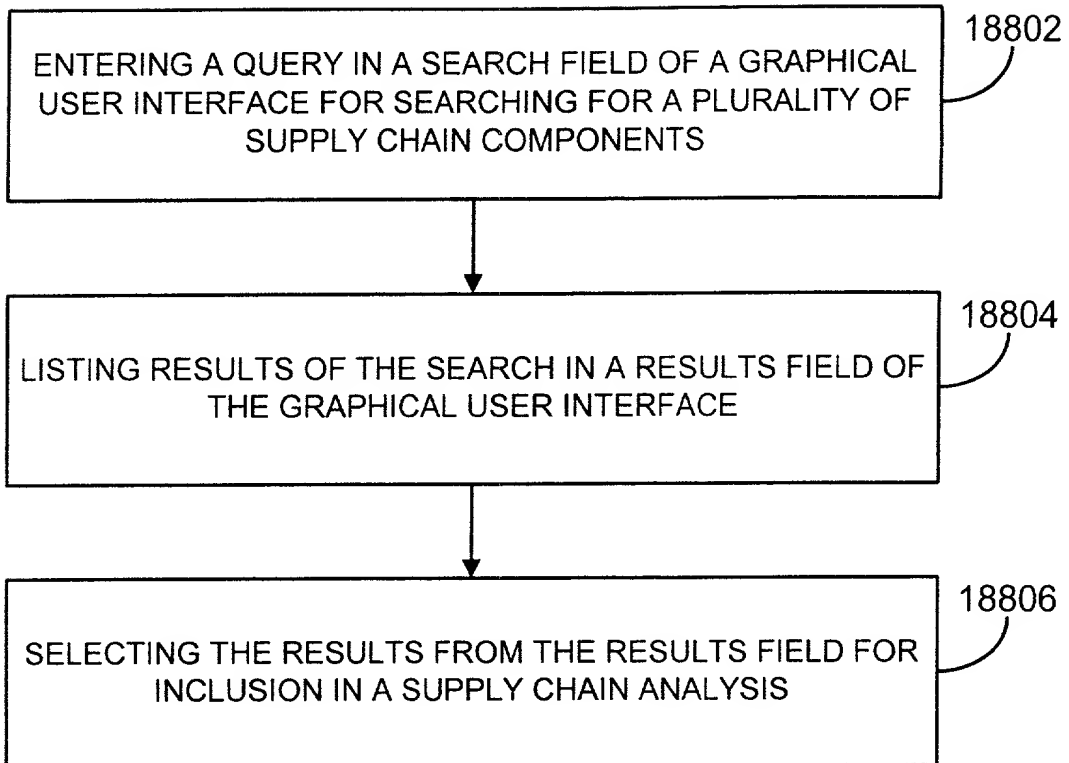 18802
ENTERING A QUERY IN A SEARCH FIELD OF A GRAPHICAL
USER INTERFACE FOR SEARCHING FOR A PLURALITY OF
SUPPLY CHAIN COMPONENTS
18804
LISTING RESULTS OF THE SEARCH IN A RESULTS FIELD OF
THE GRAPHICAL USER INTERFACE
18806
SELECTING THE RESULTS FROM THE RESULTS FIELD FOR
INCLUSION IN A SUPPLY CHAIN ANALYSIS